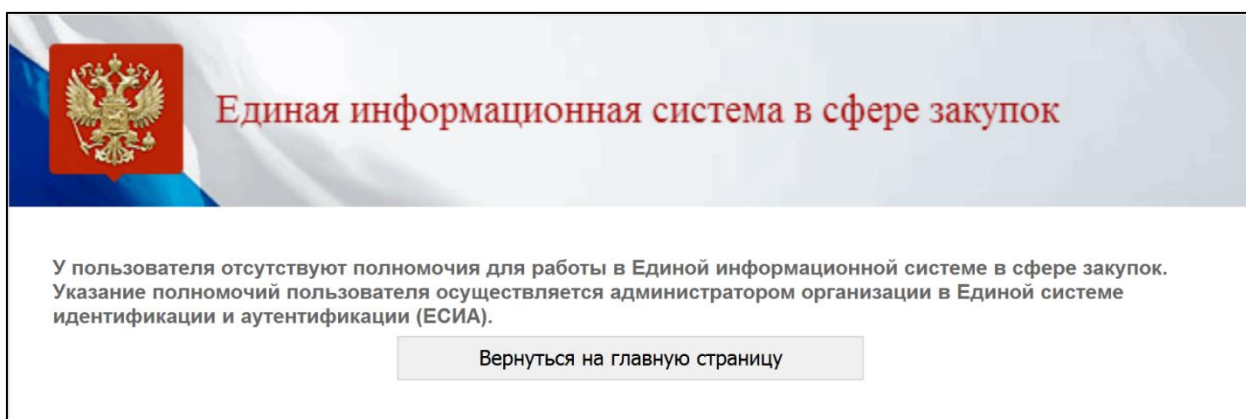 Единая информационная система в сфере закупок
У пользователя отсутствуют полномочия для работы в Единой информационной системе в сфере закупок.
Указание полномочий пользователя осуществляется администратором организации в Единой системе
идентификации и аутентификации (ЕСИА).
Вернуться на главную страницу